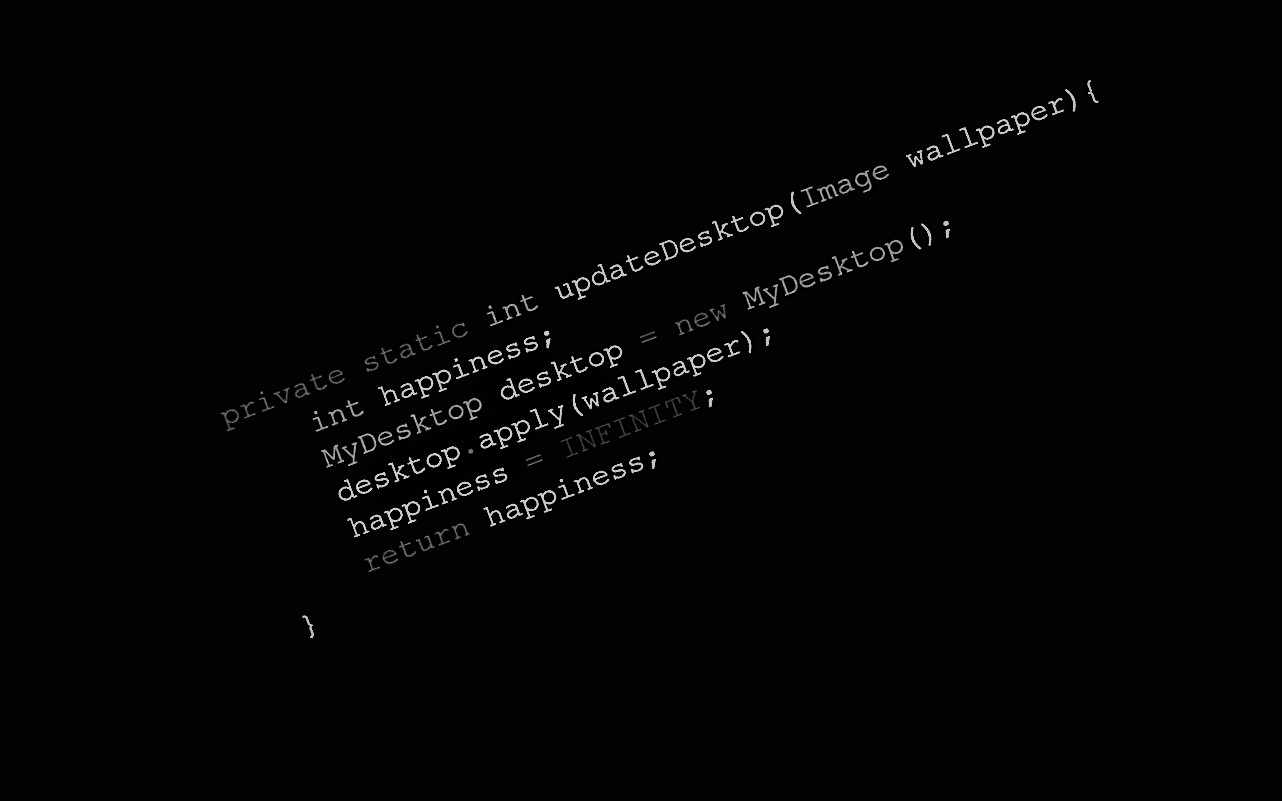 private static int updateDesktop(Image wallpaper){
int happiness;
MyDesktop desktop = new MyDesktop();
desktop.apply(wallpaper);
happiness = INFINITY;
return happiness;
}